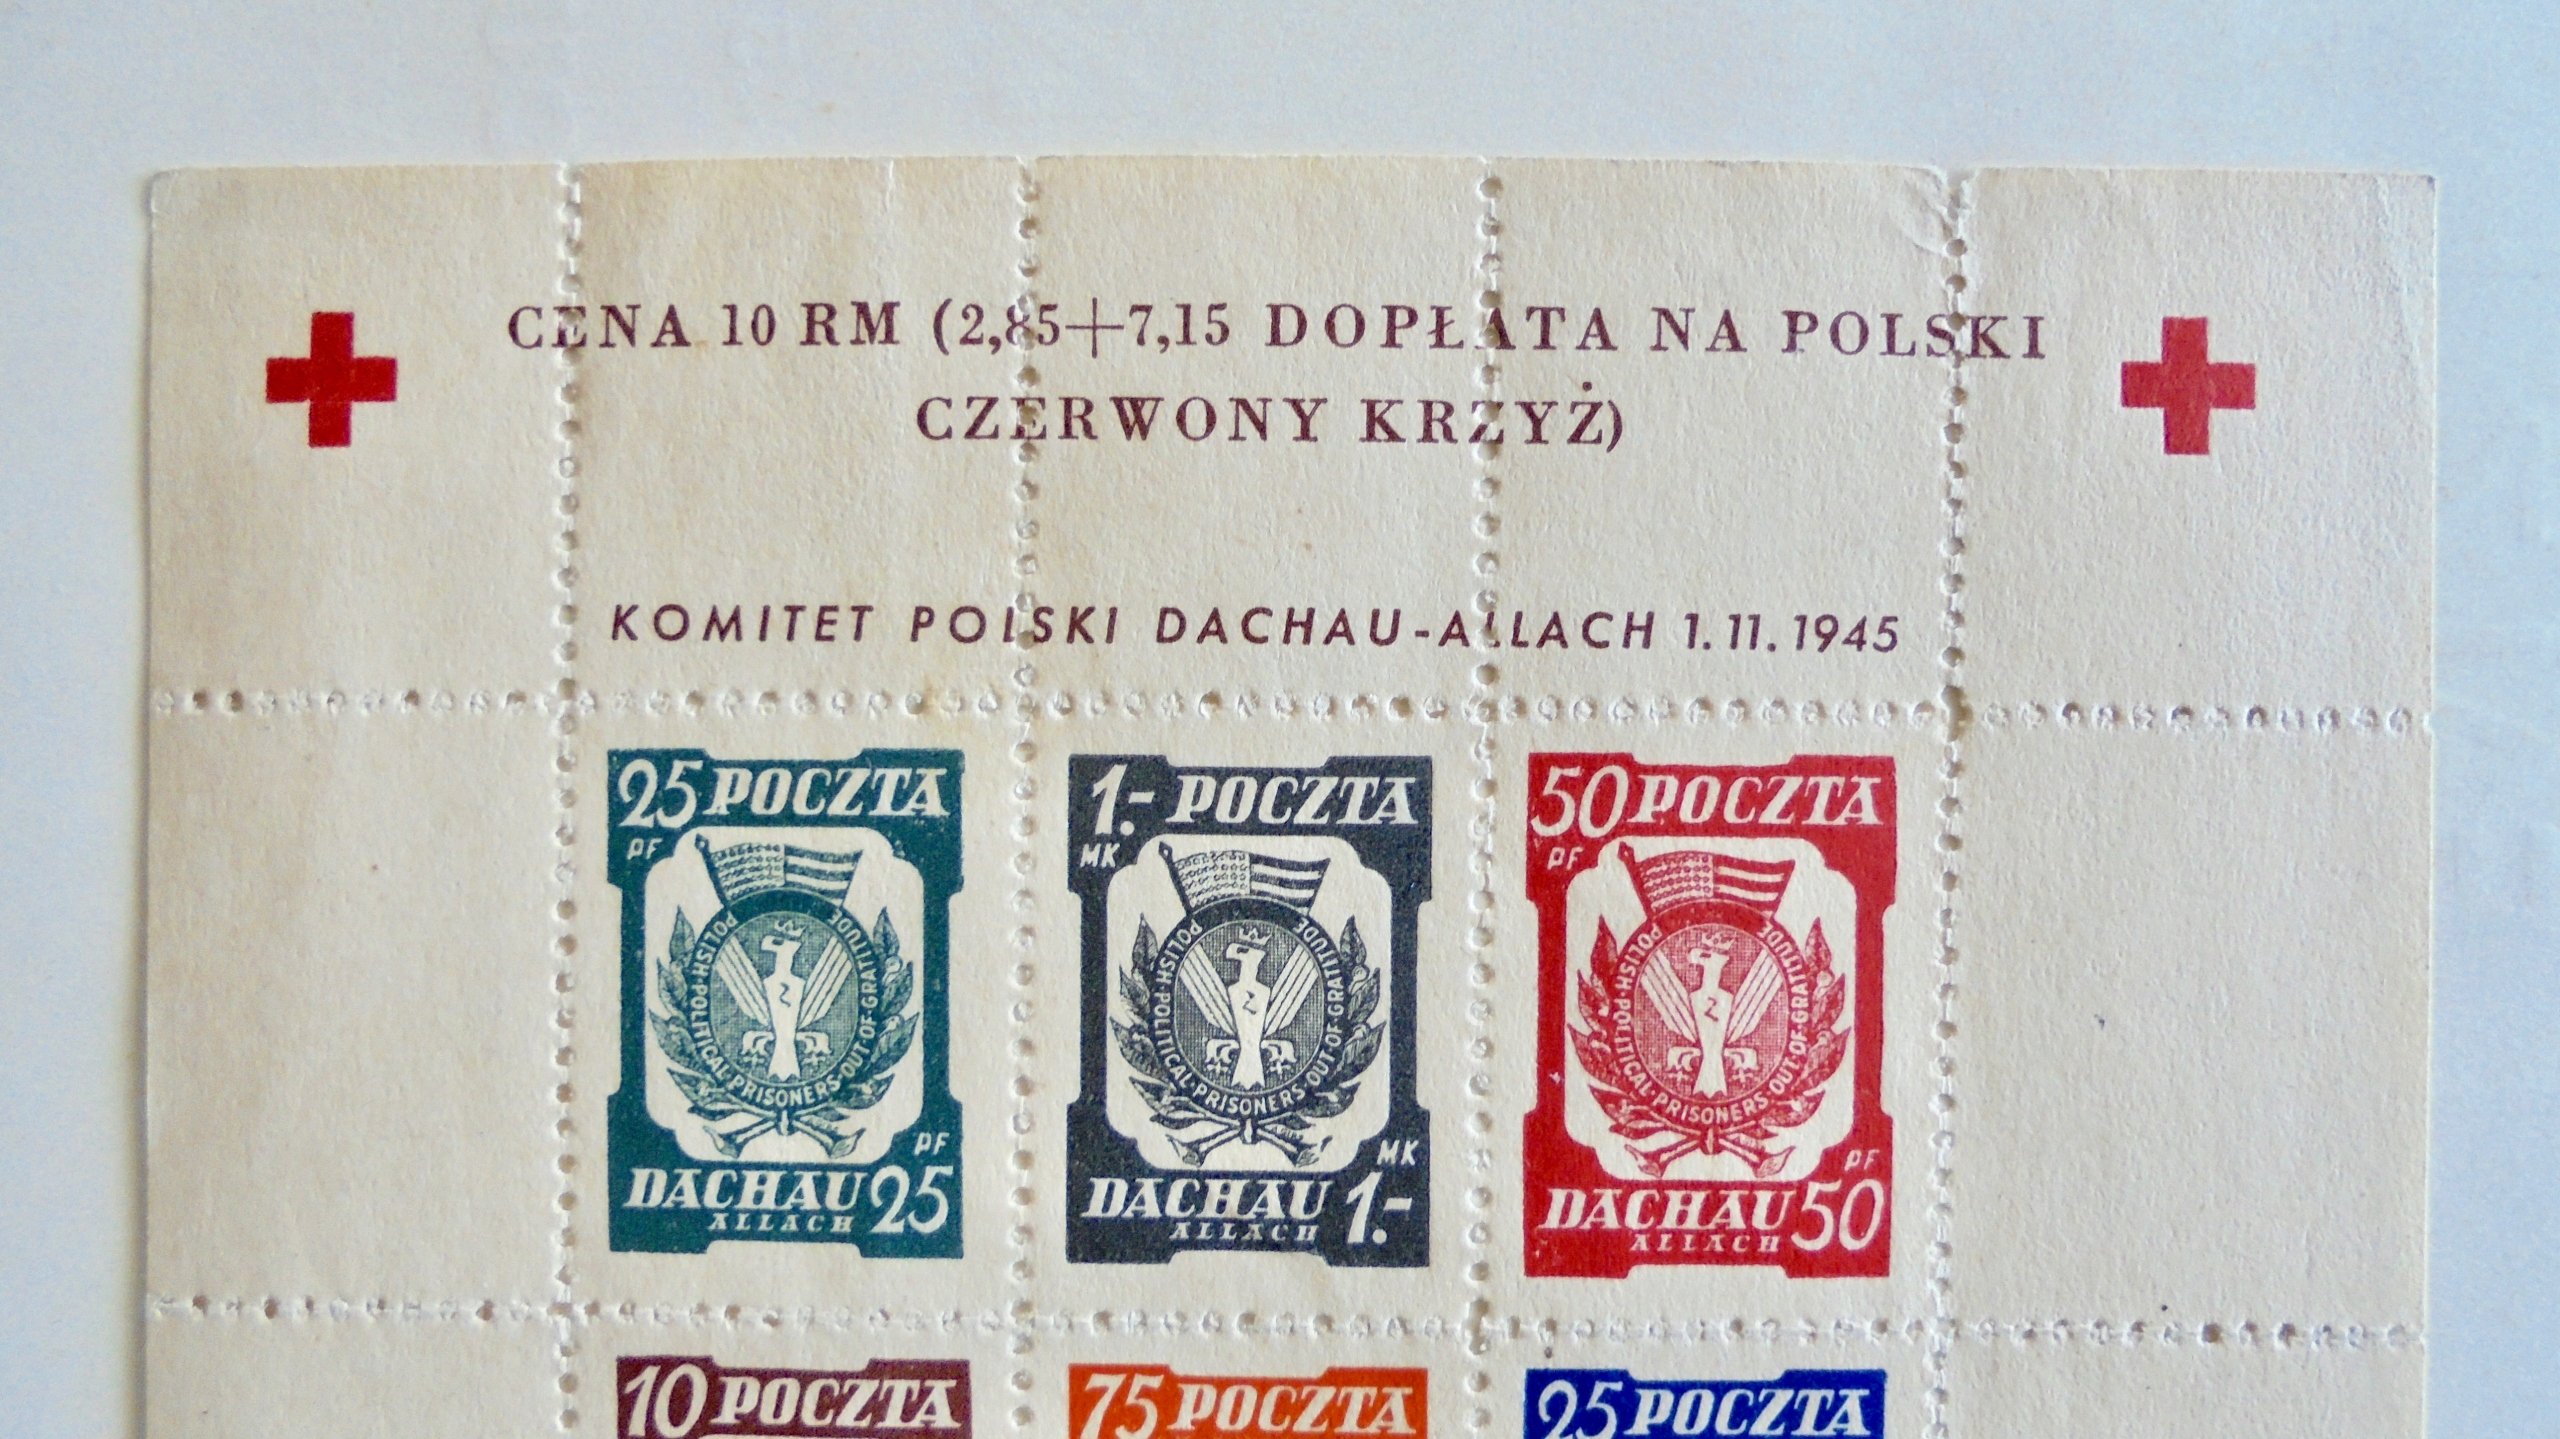 CENA 10 RM (2,85+7,15 DOPŁATA NA POLSKI
CZERWONY KRZYŻ)
KOMITET POLSKI DACHAU-ALLACH 1.11.1945
25 POCZTA
PF
POLISH·POLITICAL·PRISONERS·OUT·OF·GRATITUDE
Z
PF
DACHAU 25
ALLACH
1.- POCZTA
MK
POLISH·POLITICAL·PRISONERS·OUT·OF·GRATITUDE
Z
MK
DACHAU 1.-
ALLACH
50 POCZTA
PF
POLISH·POLITICAL·PRISONERS·OUT·OF·GRATITUDE
Z
PF
DACHAU 50
ALLACH
10 POCZTA
75 POCZTA
25 POCZTA